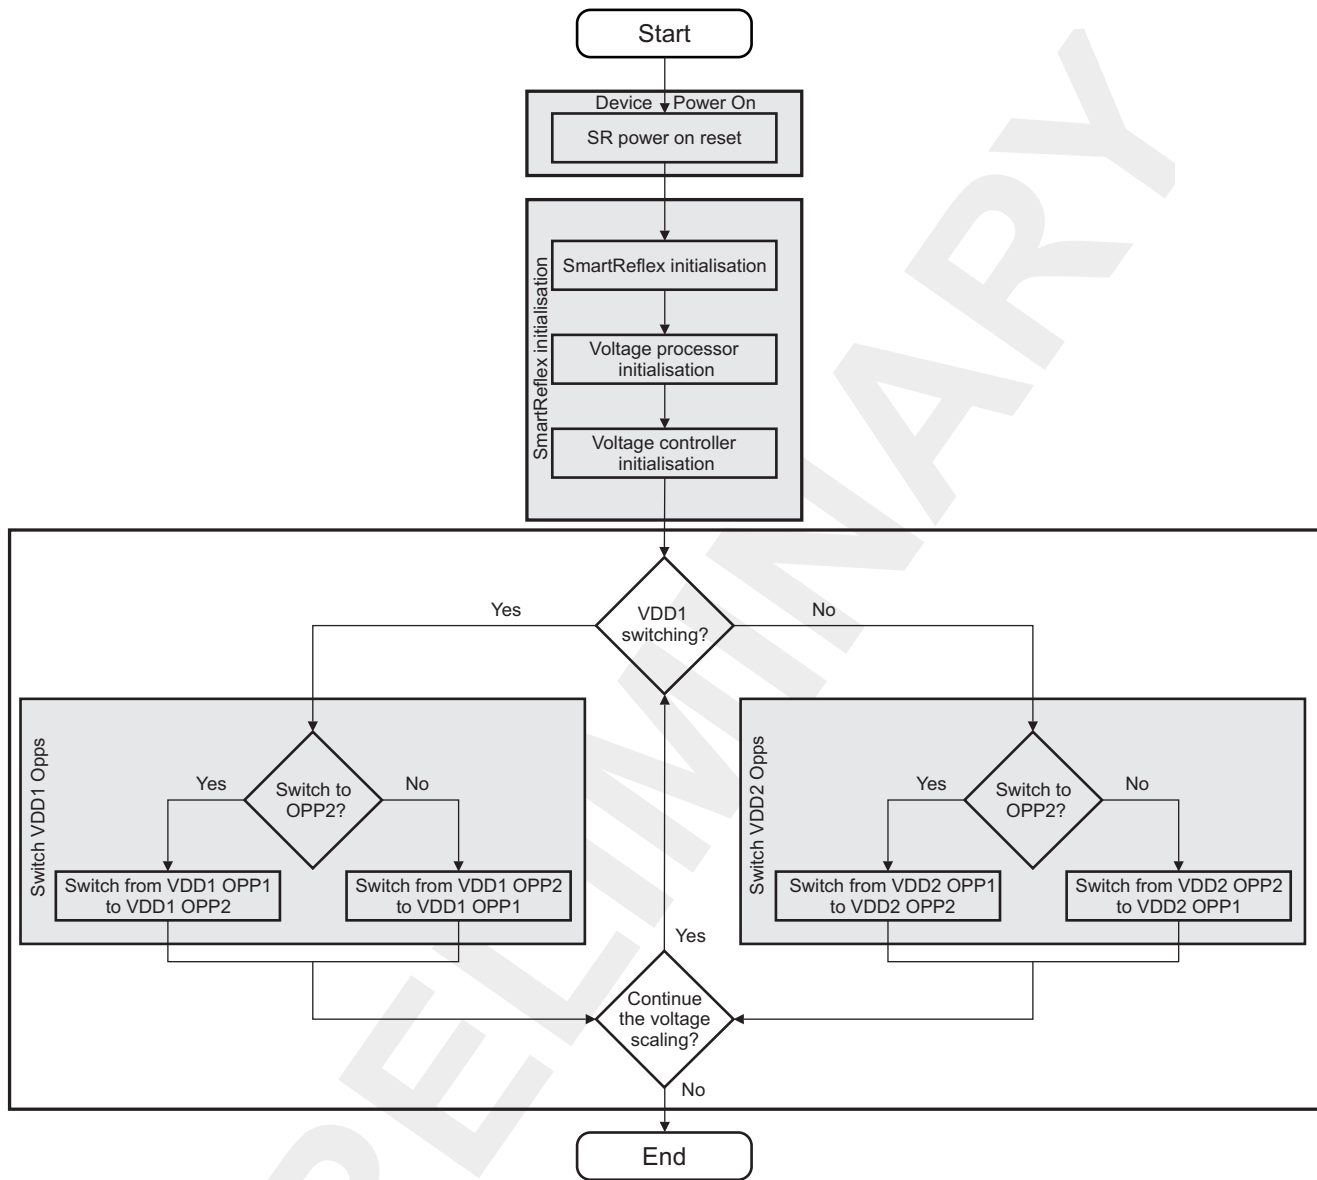 Start
Device Power On
SR power on reset
SmartReflex initialisation
SmartReflex initialisation
Voltage processor
initialisation
Voltage controller
initialisation
VDD1
switching?
Yes
No
Switch VDD1 Opps
Switch to
OPP2?
Yes
No
Switch from VDD1 OPP1
to VDD1 OPP2
Switch from VDD1 OPP2
to VDD1 OPP1
Switch VDD2 Opps
Switch to
OPP2?
Yes
No
Switch from VDD2 OPP1
to VDD2 OPP2
Switch from VDD2 OPP2
to VDD2 OPP1
Yes
Continue
the voltage
scaling?
No
End
PRELIMINARY